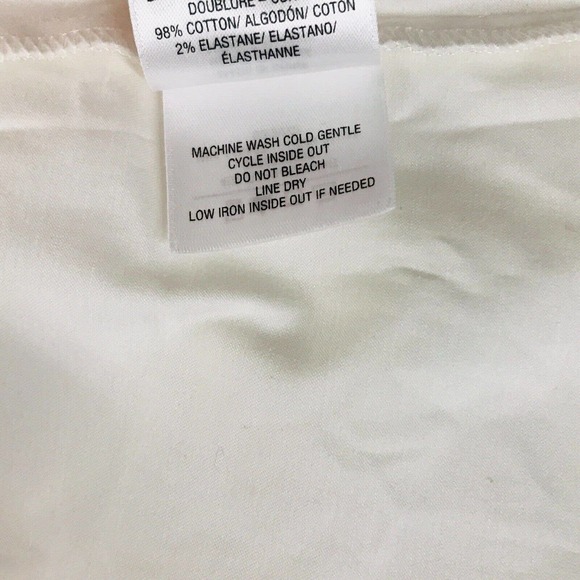 DOUBLURE –
98% COTTON/ ALGODÓN/ COTON
2% ELASTANE/ ELASTANO/
ÉLASTHANNE
MACHINE WASH COLD GENTLE
CYCLE INSIDE OUT
DO NOT BLEACH
LINE DRY
LOW IRON INSIDE OUT IF NEEDED